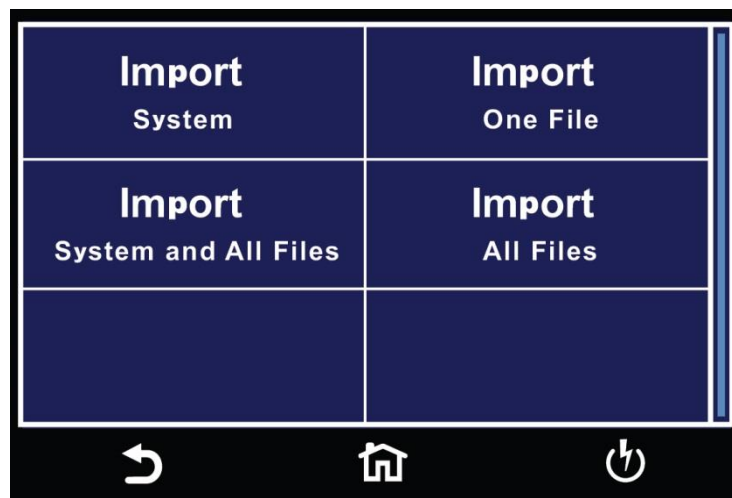 Import
System
Import
One File
Import
System and All Files
Import
All Files